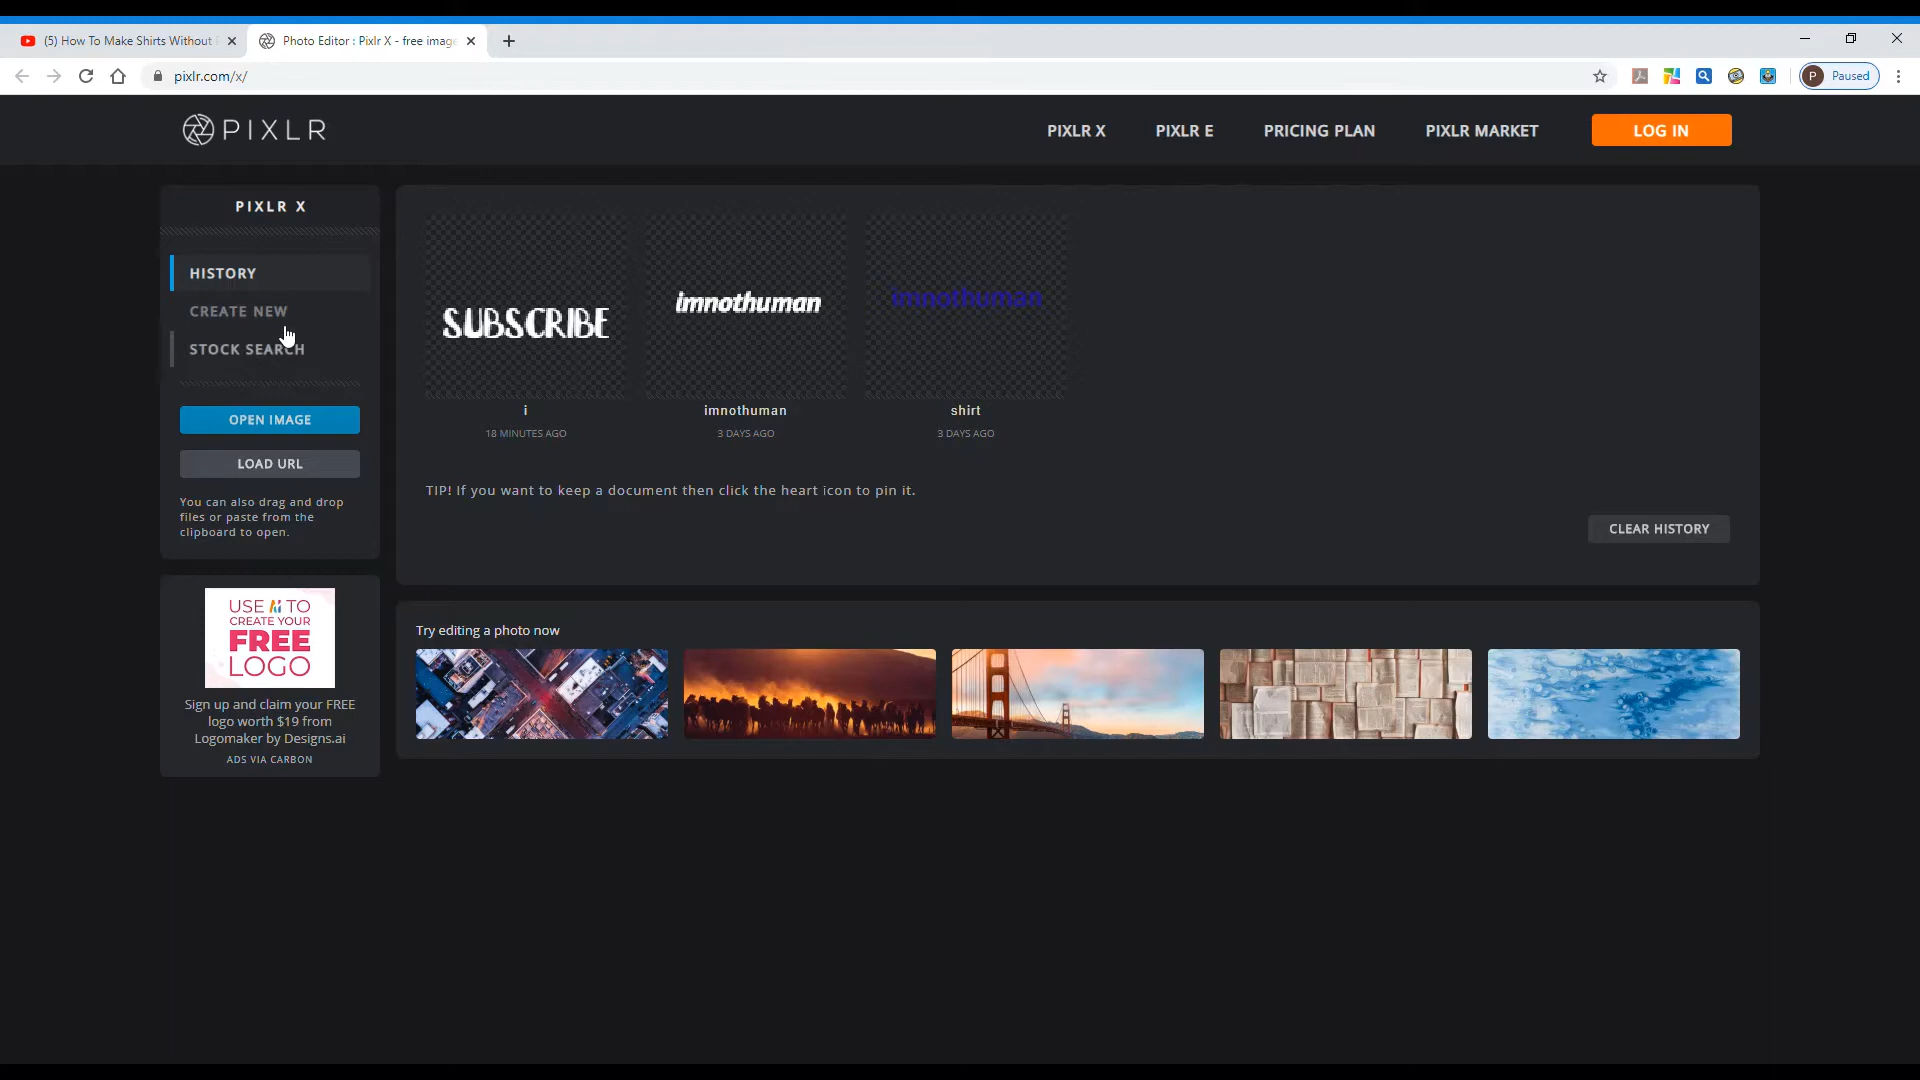 (5) How To Make Shirts Without
Photo Editor : Pixlr X - free image
pixlr.com/x/
P Paused
PIXLR
PIXLR X
PIXLR E
PRICING PLAN
PIXLR MARKET
LOG IN
PIXLR X
HISTORY
CREATE NEW
STOCK SEARCH
OPEN IMAGE
LOAD URL
You can also drag and drop
files or paste from the
clipboard to open.
SUBSCRIBE
i
18 MINUTES AGO
imnothuman
imnothuman
3 DAYS AGO
imnothuman
shirt
3 DAYS AGO
TIP! If you want to keep a document then click the heart icon to pin it.
CLEAR HISTORY
USE Ai TO
CREATE YOUR
FREE
LOGO
Sign up and claim your FREE
logo worth $19 from
Logomaker by Designs.ai
ADS VIA CARBON
Try editing a photo now